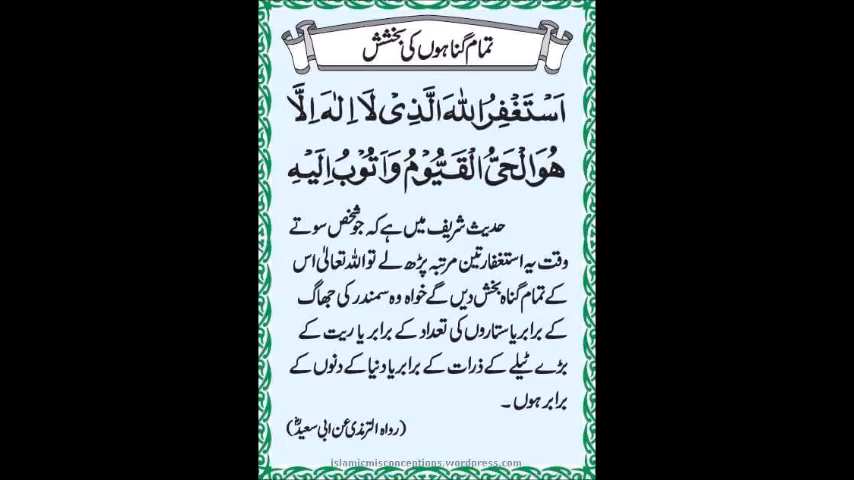 تمام گناہوں کی بخشش
اَسْتَغْفِرُ اللهَ الَّذِیْ لَا اِلٰهَ اِلَّا
هُوَ الْحَیُّ الْقَیُّوْمُ وَاَتُوْبُ اِلَیْهِ
حدیث شریف میں ہے کہ جو شخص سوتے
وقت یہ استغفار تین مرتبہ پڑھ لے تو اللہ تعالیٰ اس
کے تمام گناہ بخش دیں گے خواہ وہ سمندر کی جھاگ
کے برابر یا ستاروں کی تعداد کے برابر یا ریت کے
بڑے ٹیلے کے ذرات کے برابر یا دنیا کے دنوں کے
برابر ہوں ۔
(رواہ الترمذی عن ابی سعیدؓ)
islamicmisconceptions.wordpress.com